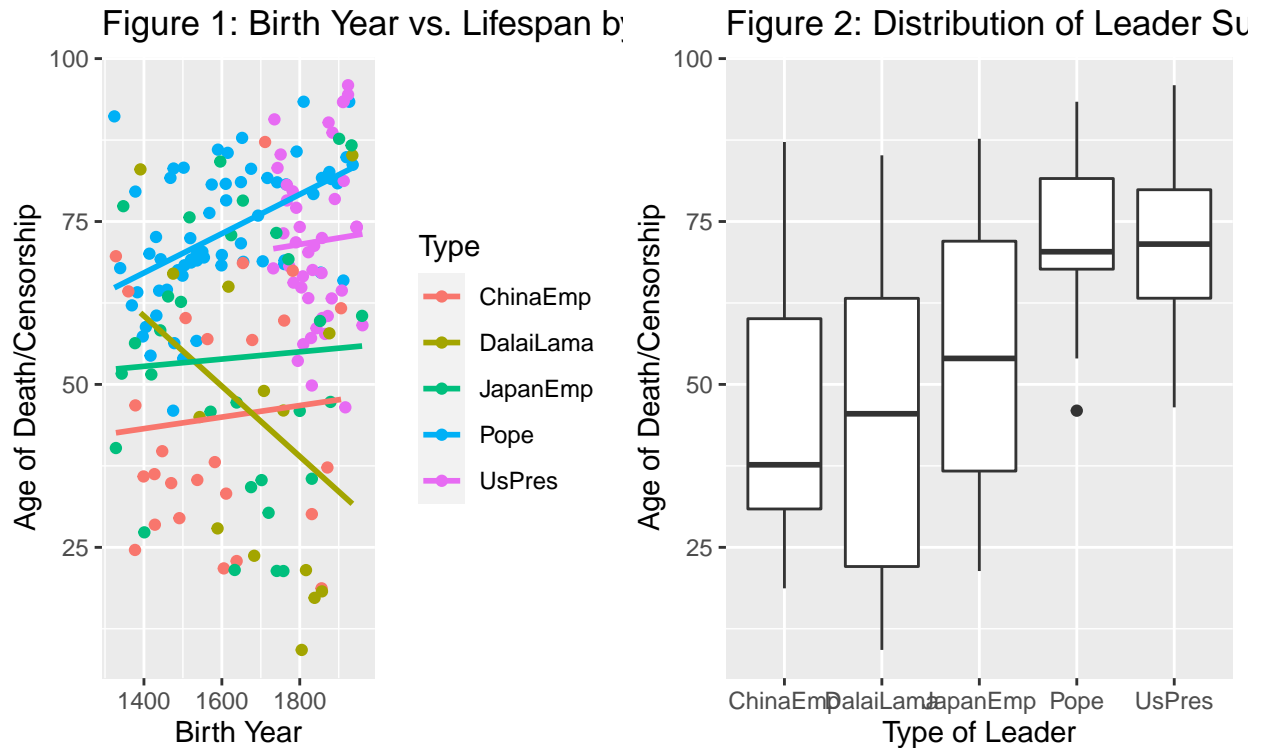 Figure 1: Birth Year vs. Lifespan by
100
75
50
25
1400 1600 1800
Birth Year
Age of Death/Censorship
Type
ChinaEmp
DalaiLama
JapanEmp
Pope
UsPres
Figure 2: Distribution of Leader Su
100
75
50
25
ChinaEmp DalaiLama JapanEmp Pope UsPres
Type of Leader
Age of Death/Censorship